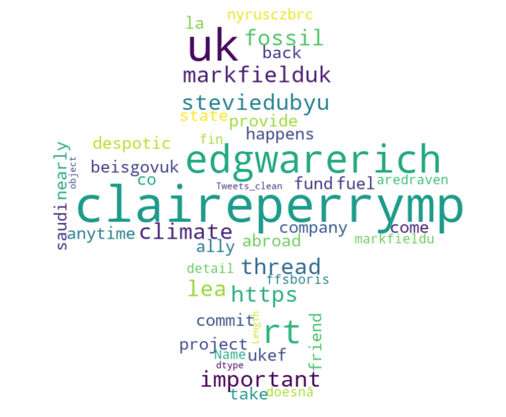 nyrusczbrc
la
uk fossil
back
markfielduk
steviedubyu
state provide
fin happens
despotic
edgwarerich
beisgovuk
nearly
object
co Tweets_clean fund fuel aredraven
claireperrymp
saudi anytime climate company come
ally abroad markfieldu
detail thread
ffsboris
lea https
commit Length rt friend
project
Name ukef
dtype
important
take doesnâ